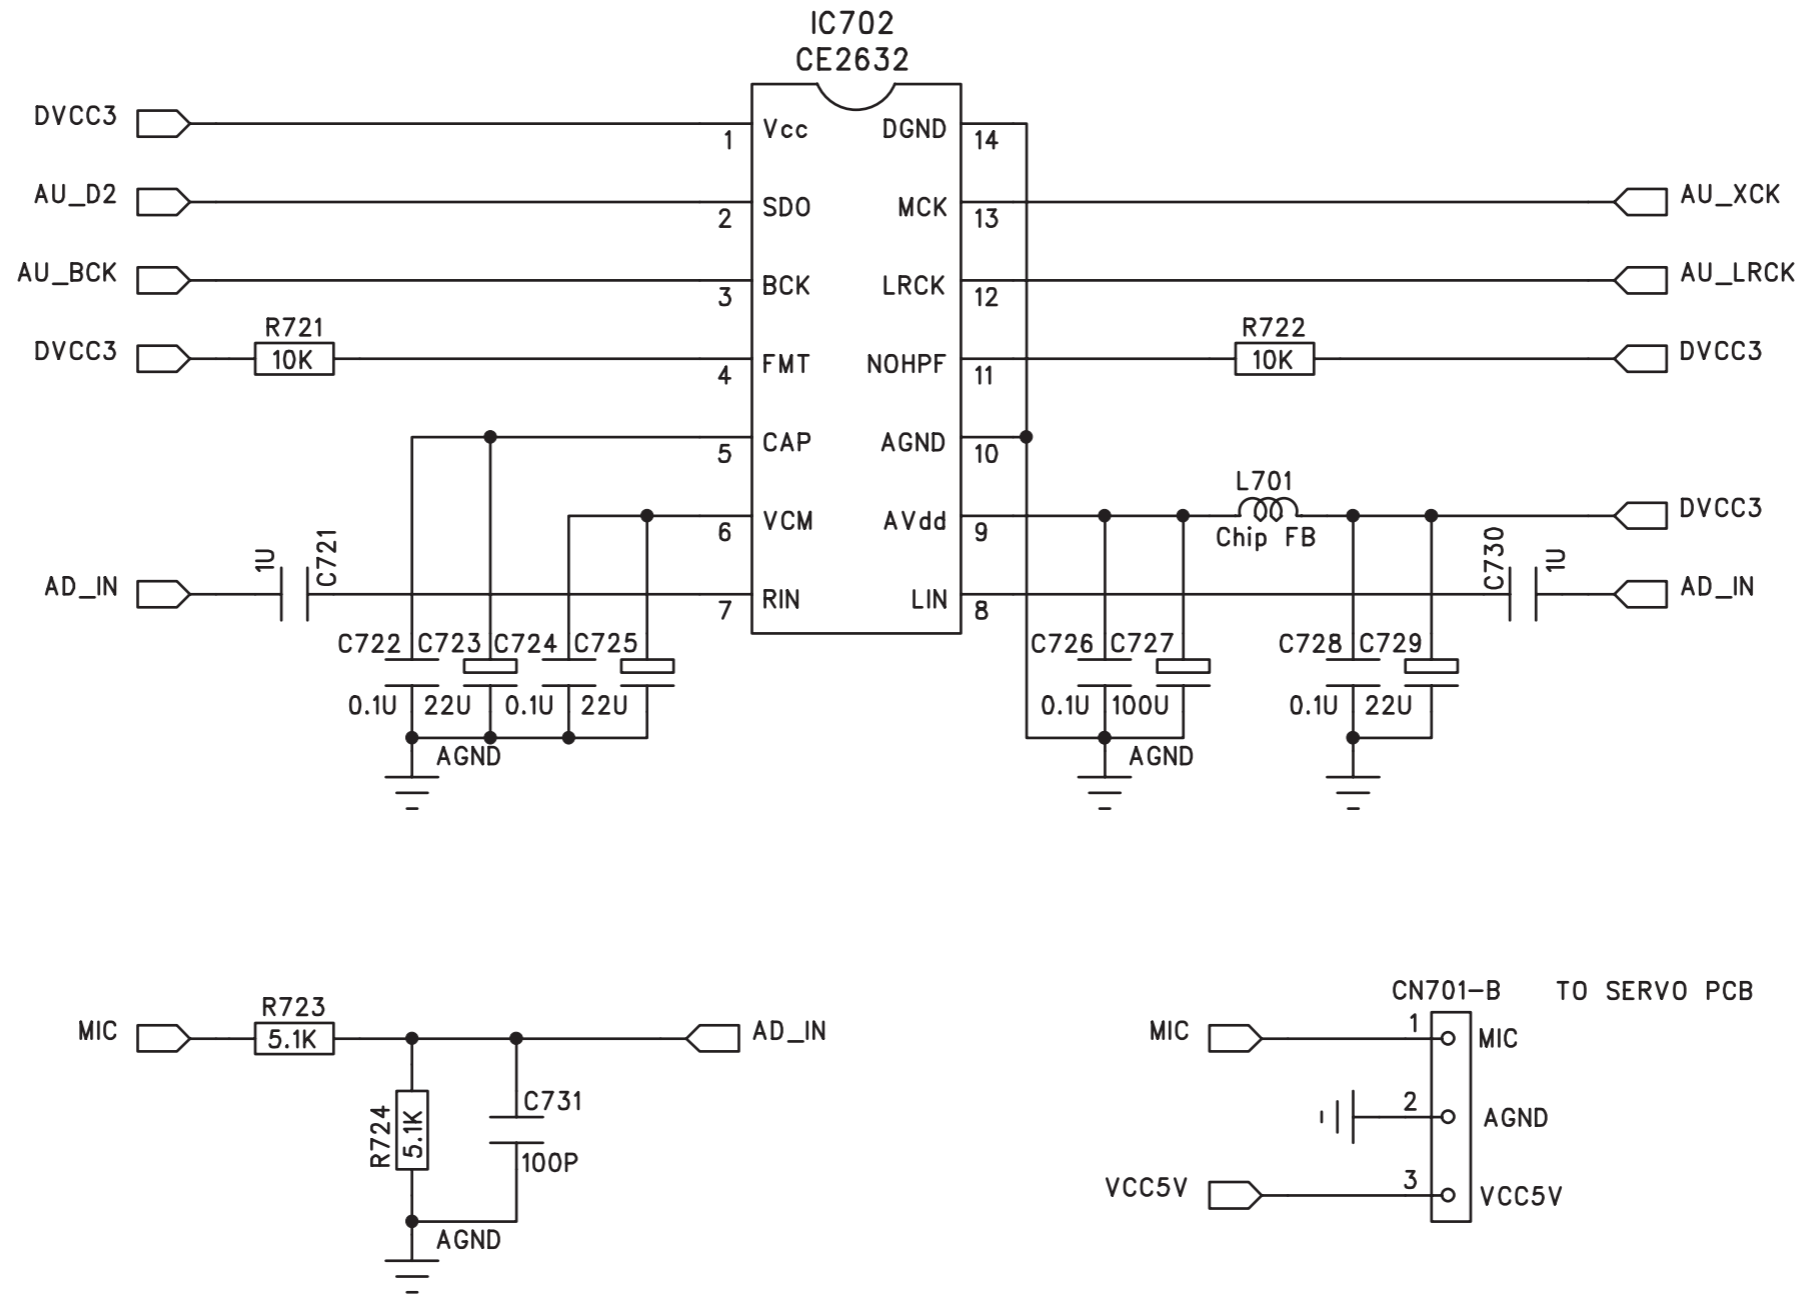 IC702
CE2632
DVCC3
1
Vcc
DGND
14
AU_D2
2
SDO
MCK
13
AU_XCK
AU_BCK
3
BCK
LRCK
12
AU_LRCK
DVCC3
R721
10K
4
FMT
NOHPF
11
R722
10K
DVCC3
5
CAP
AGND
10
6
VCM
AVdd
9
L701
Chip FB
DVCC3
AD_IN
1U
C721
7
RIN
LIN
8
C730
1U
AD_IN
C722
C723
C724
C725
0.1U
22U
0.1U
22U
AGND
C726
C727
0.1U
100U
AGND
C728
C729
0.1U
22U
MIC
R723
5.1K
AD_IN
R724
5.1K
C731
100P
AGND
CN701-B
TO SERVO PCB
MIC
1
MIC
2
AGND
VCC5V
3
VCC5V